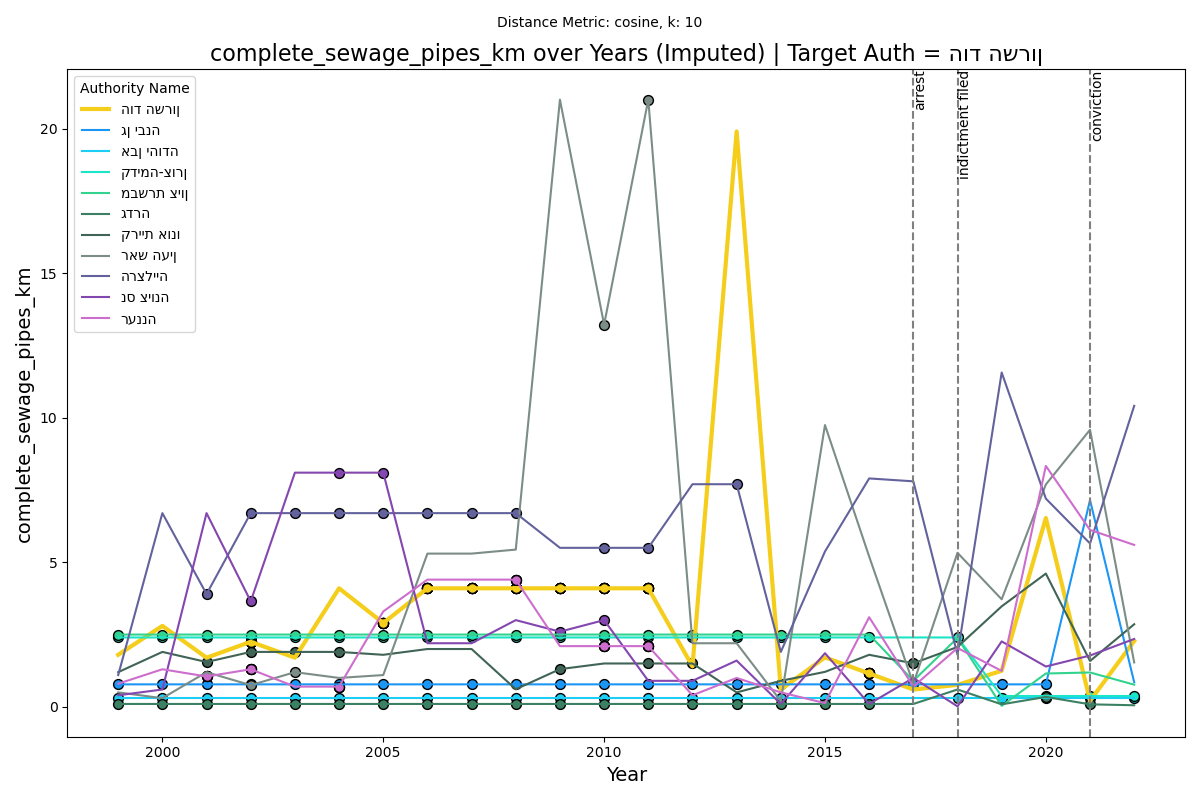 Distance Metric: cosine, k: 10
complete_sewage_pipes_km over Years (Imputed) | Target Auth = הוד השרון
Authority Name
הוד השרון
גן יבנה
אבן יהודה
קדימה-צורן
מבשרת ציון
גדרה
קריית אונו
ראש העין
הרצלייה
נס ציונה
רעננה
arrest
indictment filed
conviction
complete_sewage_pipes_km
20
15
10
5
0
2000
2005
2010
2015
2020
Year